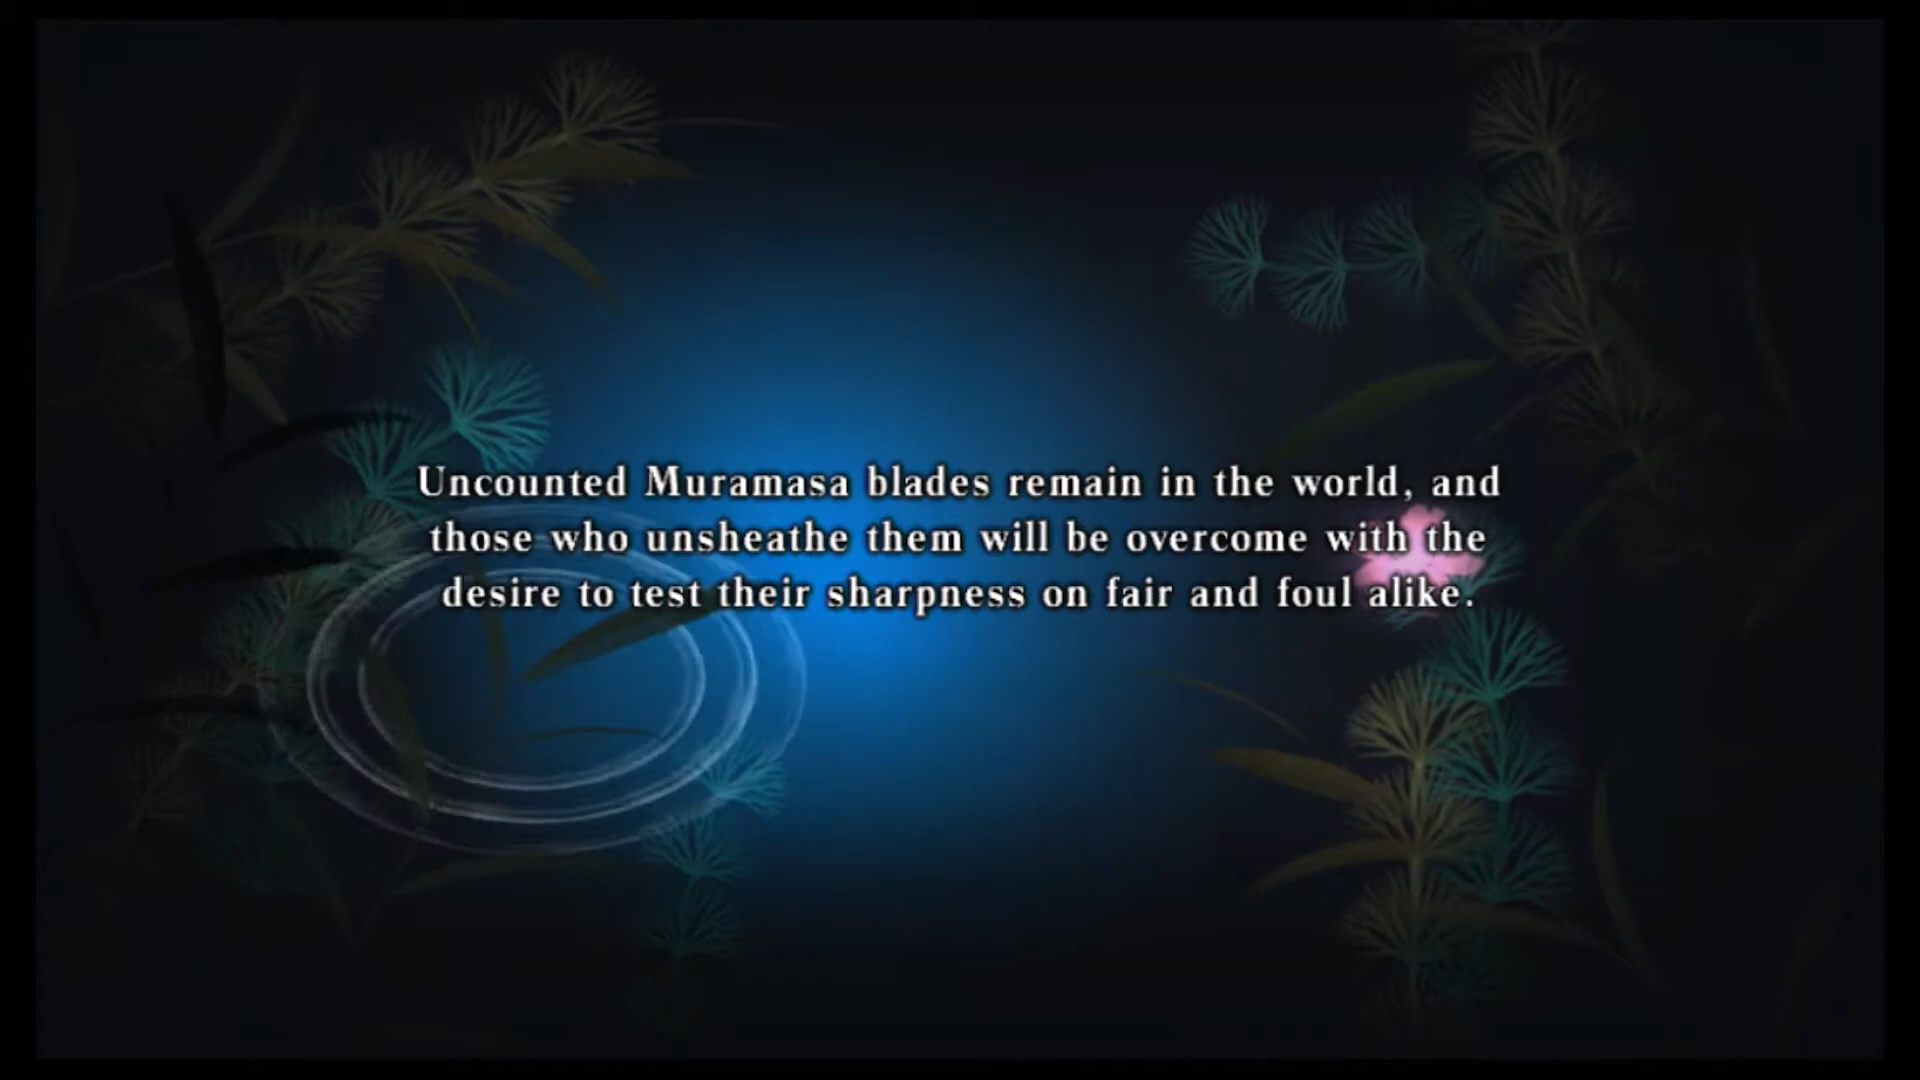 Uncounted Muramasa blades remain in the world, and
those who unsheathe them will be overcome with the
desire to test their sharpness on fair and foul alike.